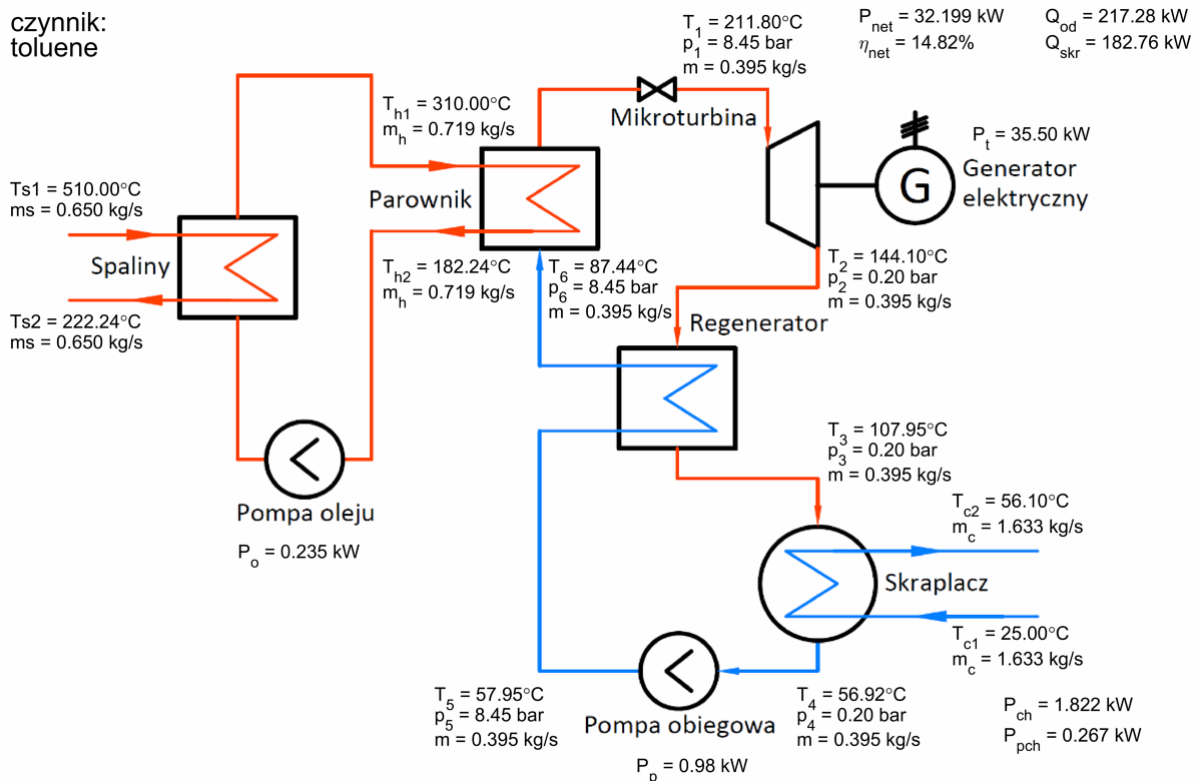 czynnik:
toluene
T1 = 211.80°C
p1 = 8.45 bar
m = 0.395 kg/s
Pnet = 32.199 kW
ηnet = 14.82%
Qod = 217.28 kW
Qskr = 182.76 kW
Th1 = 310.00°C
mh = 0.719 kg/s
Mikroturbina
Pt = 35.50 kW
G
Generator
elektryczny
Ts1 = 510.00°C
ms = 0.650 kg/s
Parownik
Spaliny
Th2 = 182.24°C
mh = 0.719 kg/s
T6 = 87.44°C
p6 = 8.45 bar
m = 0.395 kg/s
T2 = 144.10°C
p2 = 0.20 bar
m = 0.395 kg/s
Ts2 = 222.24°C
ms = 0.650 kg/s
Regenerator
T3 = 107.95°C
p3 = 0.20 bar
m = 0.395 kg/s
Pompa oleju
Po = 0.235 kW
Tc2 = 56.10°C
mc = 1.633 kg/s
Skraplacz
Tc1 = 25.00°C
mc = 1.633 kg/s
T5 = 57.95°C
p5 = 8.45 bar
m = 0.395 kg/s
Pompa obiegowa
Pp = 0.98 kW
T4 = 56.92°C
p4 = 0.20 bar
m = 0.395 kg/s
Pch = 1.822 kW
Ppch = 0.267 kW